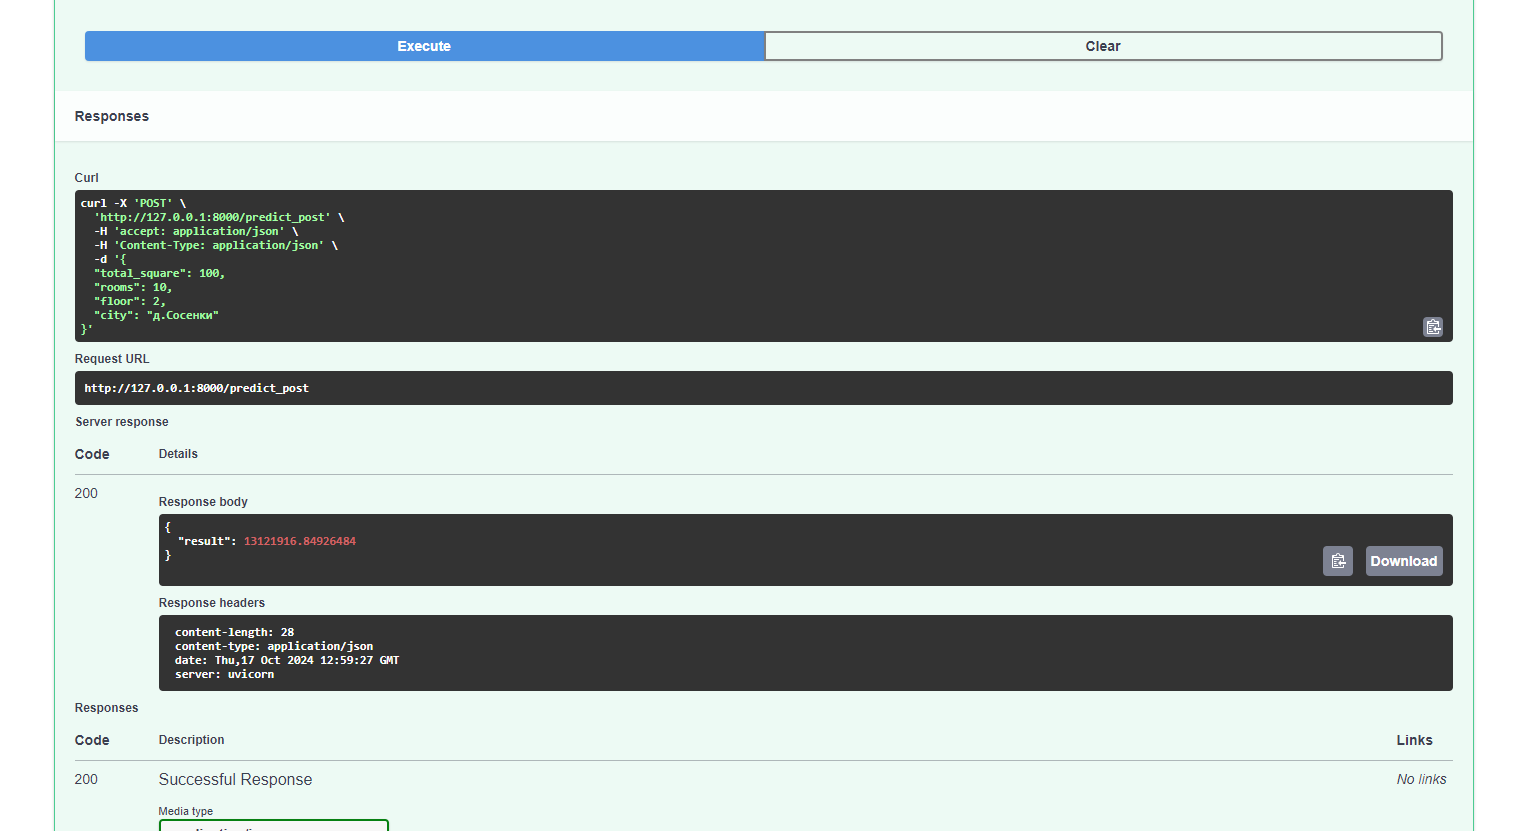 Execute
Clear
Responses
Curl
curl -X 'POST' \
'http://127.0.0.1:8000/predict_post' \
-H 'accept: application/json' \
-H 'Content-Type: application/json' \
-d '{
"total_square": 100,
"rooms": 10,
"floor": 2,
"city": "д.Сосенки"
}'
Request URL
http://127.0.0.1:8000/predict_post
Server response
Code
Details
200
Response body
{
"result": 13121916.84926484
}
Download
Response headers
content-length: 28
content-type: application/json
date: Thu,17 Oct 2024 12:59:27 GMT
server: uvicorn
Responses
Code
Description
Links
200
Successful Response
No links
Media type